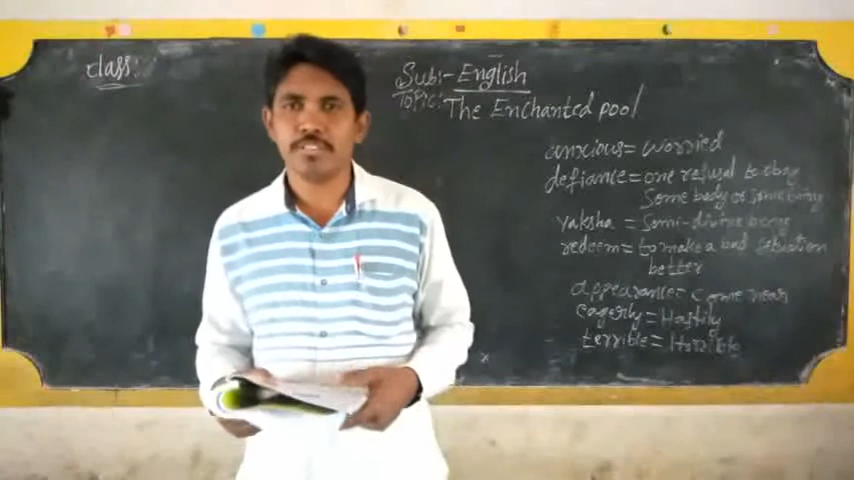 class:
Sub:- English
Topic: The Enchanted pool
anxious = worried
defiance = one refusal to obey
Some body or something
yaksha = Semi-divine being
redeem = to make a bad situation
better
appearance = Come near
eagerly = Hastily
terrible = Horrible